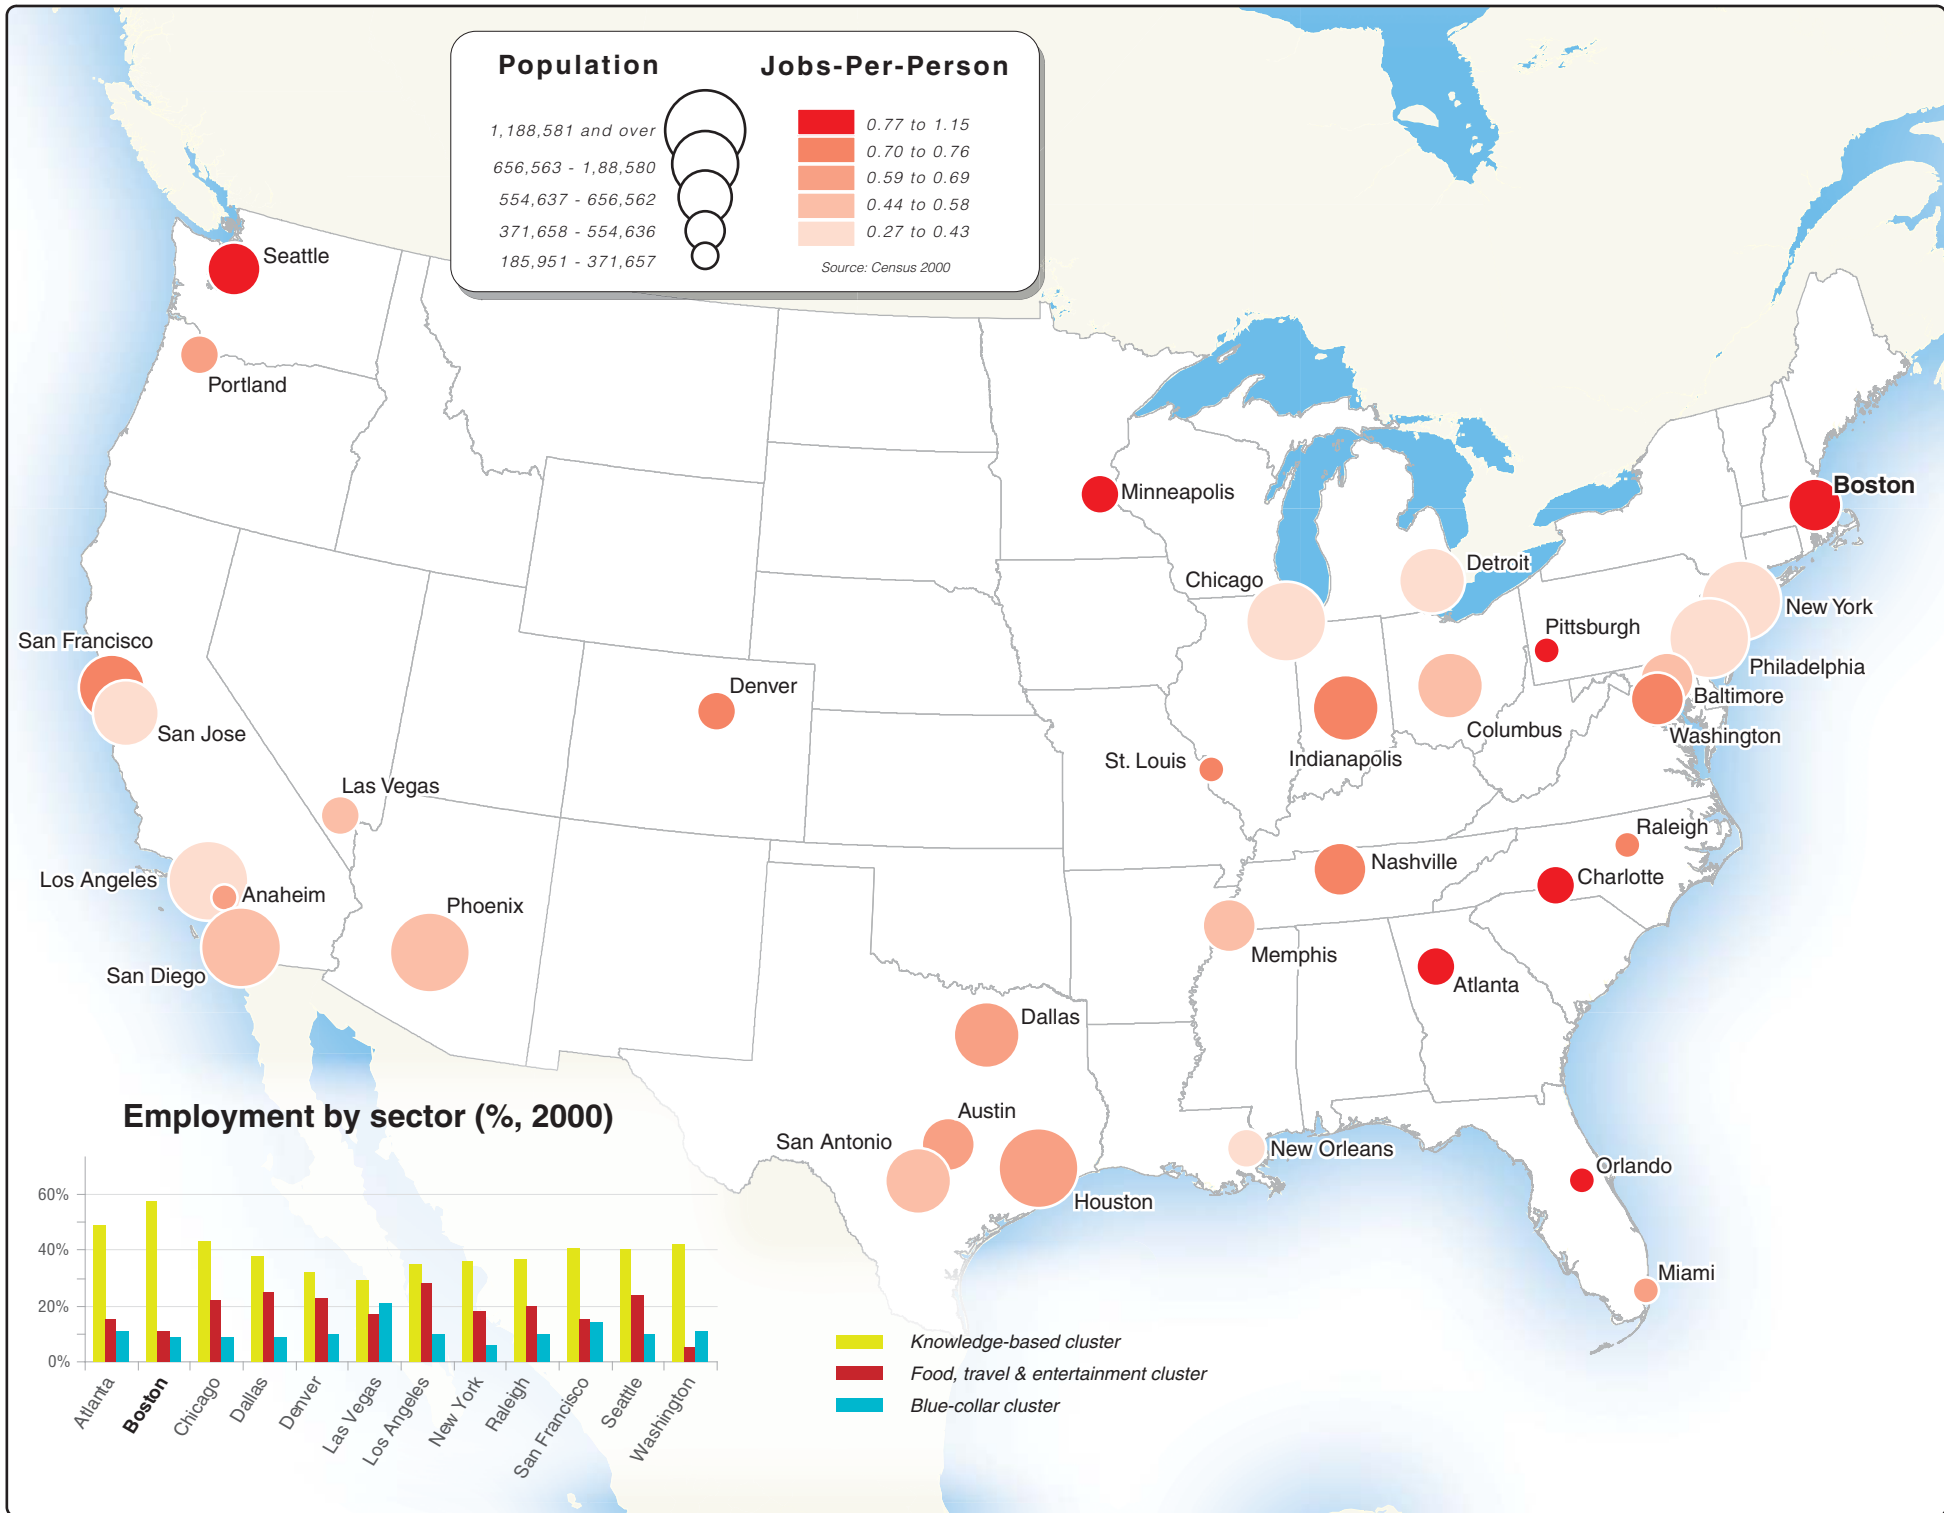 Population
Jobs-Per-Person
1,188,581 and over
656,563 - 1,88,580
554,637 - 656,562
371,658 - 554,636
185,951 - 371,657
0.77 to 1.15
0.70 to 0.76
0.59 to 0.69
0.44 to 0.58
0.27 to 0.43
Source: Census 2000
Seattle
Portland
Minneapolis
Boston
Detroit
Chicago
New York
Pittsburgh
San Francisco
Philadelphia
Denver
Baltimore
San Jose
Columbus
Washington
St. Louis
Indianapolis
Las Vegas
Raleigh
Nashville
Charlotte
Los Angeles
Anaheim
Phoenix
Memphis
San Diego
Atlanta
Dallas
Austin
San Antonio
New Orleans
Orlando
Houston
Miami
Employment by sector (%, 2000)
60%
40%
20%
0%
Atlanta
Boston
Chicago
Dallas
Denver
Las Vegas
Los Angeles
New York
Raleigh
San Francisco
Seattle
Washington
Knowledge-based cluster
Food, travel & entertainment cluster
Blue-collar cluster